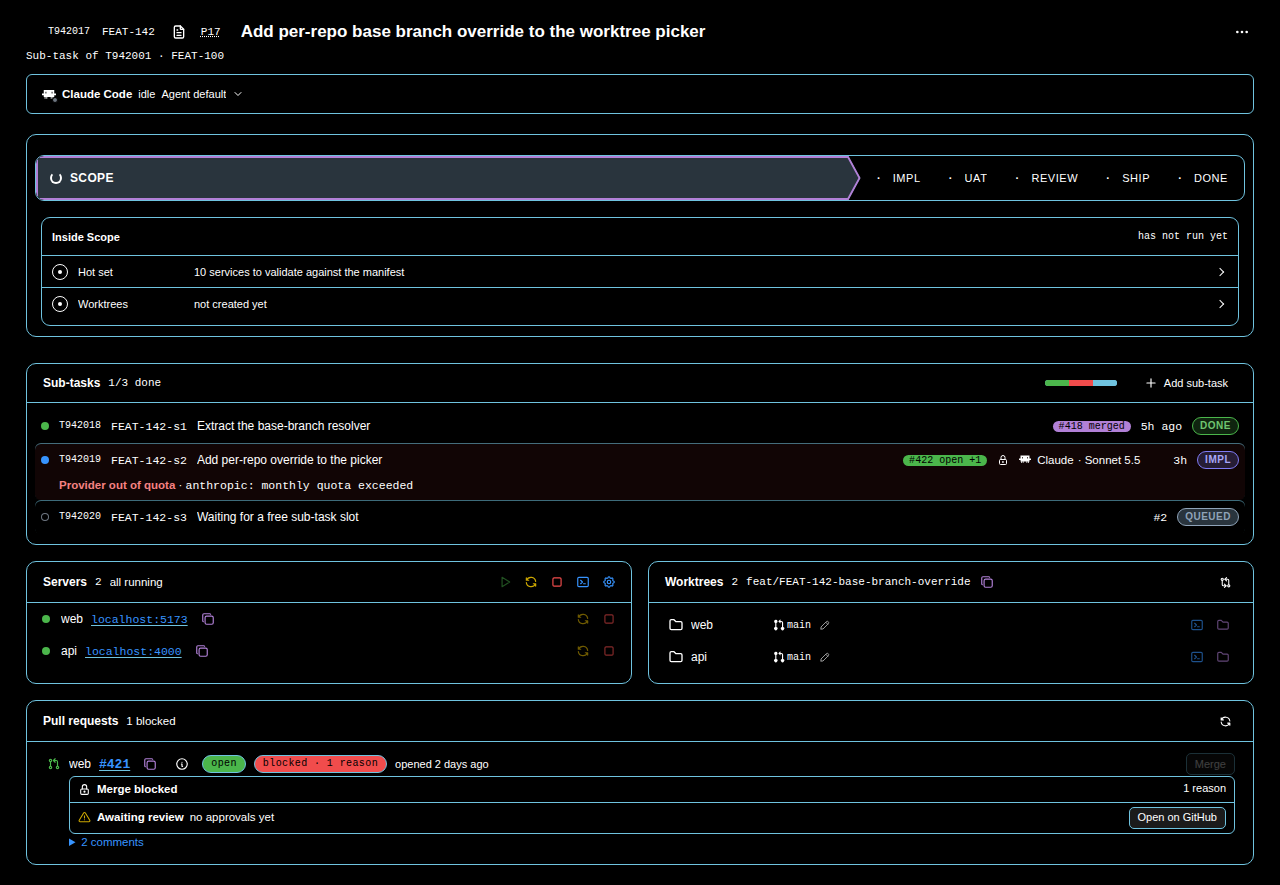 T942017 FEAT-142 P17 Add per-repo base branch override to the worktree picker
Sub-task of T942001 · FEAT-100
Claude Code idle Agent default
SCOPE · IMPL · UAT · REVIEW · SHIP · DONE
Inside Scope has not run yet
Hot set 10 services to validate against the manifest
Worktrees not created yet
Sub-tasks 1/3 done Add sub-task
T942018 FEAT-142-s1 Extract the base-branch resolver #418 merged 5h ago DONE
T942019 FEAT-142-s2 Add per-repo override to the picker #422 open +1 Claude · Sonnet 5.5 3h IMPL
Provider out of quota · anthropic: monthly quota exceeded
T942020 FEAT-142-s3 Waiting for a free sub-task slot #2 QUEUED
Servers 2 all running
web localhost:5173
api localhost:4000
Worktrees 2 feat/FEAT-142-base-branch-override
web main
api main
Pull requests 1 blocked
web #421 open blocked · 1 reason opened 2 days ago Merge
Merge blocked 1 reason
Awaiting review no approvals yet Open on GitHub
2 comments